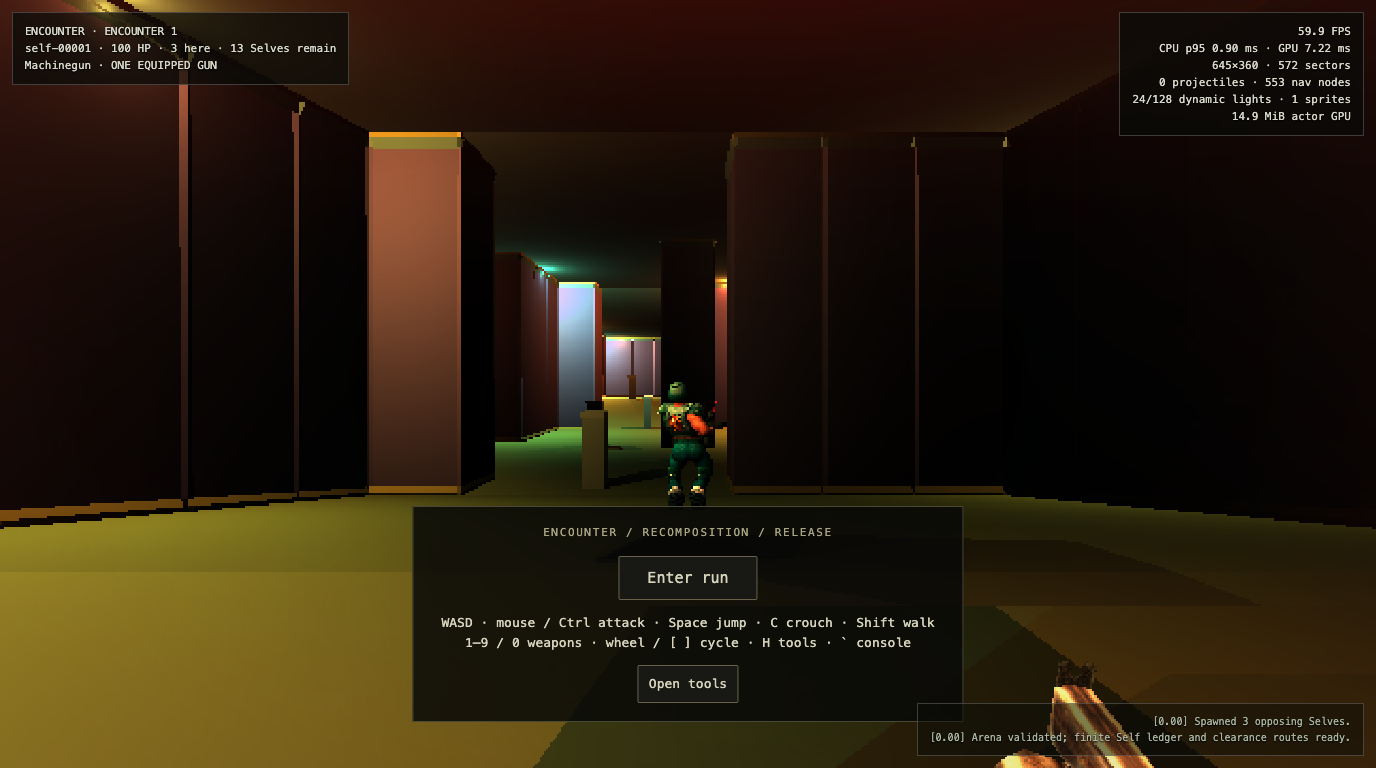 ENCOUNTER · ENCOUNTER 1
self—00001 · 100 HP · 3 here · 13 Selves remain
Machinegun · ONE EQUIPPED GUN
59.9 FPS
CPU p95 0.90 ms · GPU 7.22 ms
645×360 · 572 sectors
0 projectiles · 553 nav nodes
24/128 dynamic lights · 1 sprites
14.9 MiB actor GPU
ENCOUNTER / RECOMPOSITION / RELEASE
Enter run
WASD · mouse / Ctrl attack · Space jump · C crouch · Shift walk
1—9 / 0 weapons · wheel / [ ] cycle · H tools · ` console
Open tools
[0.00] Spawned 3 opposing Selves.
[0.00] Arena validated; finite Self ledger and clearance routes ready.